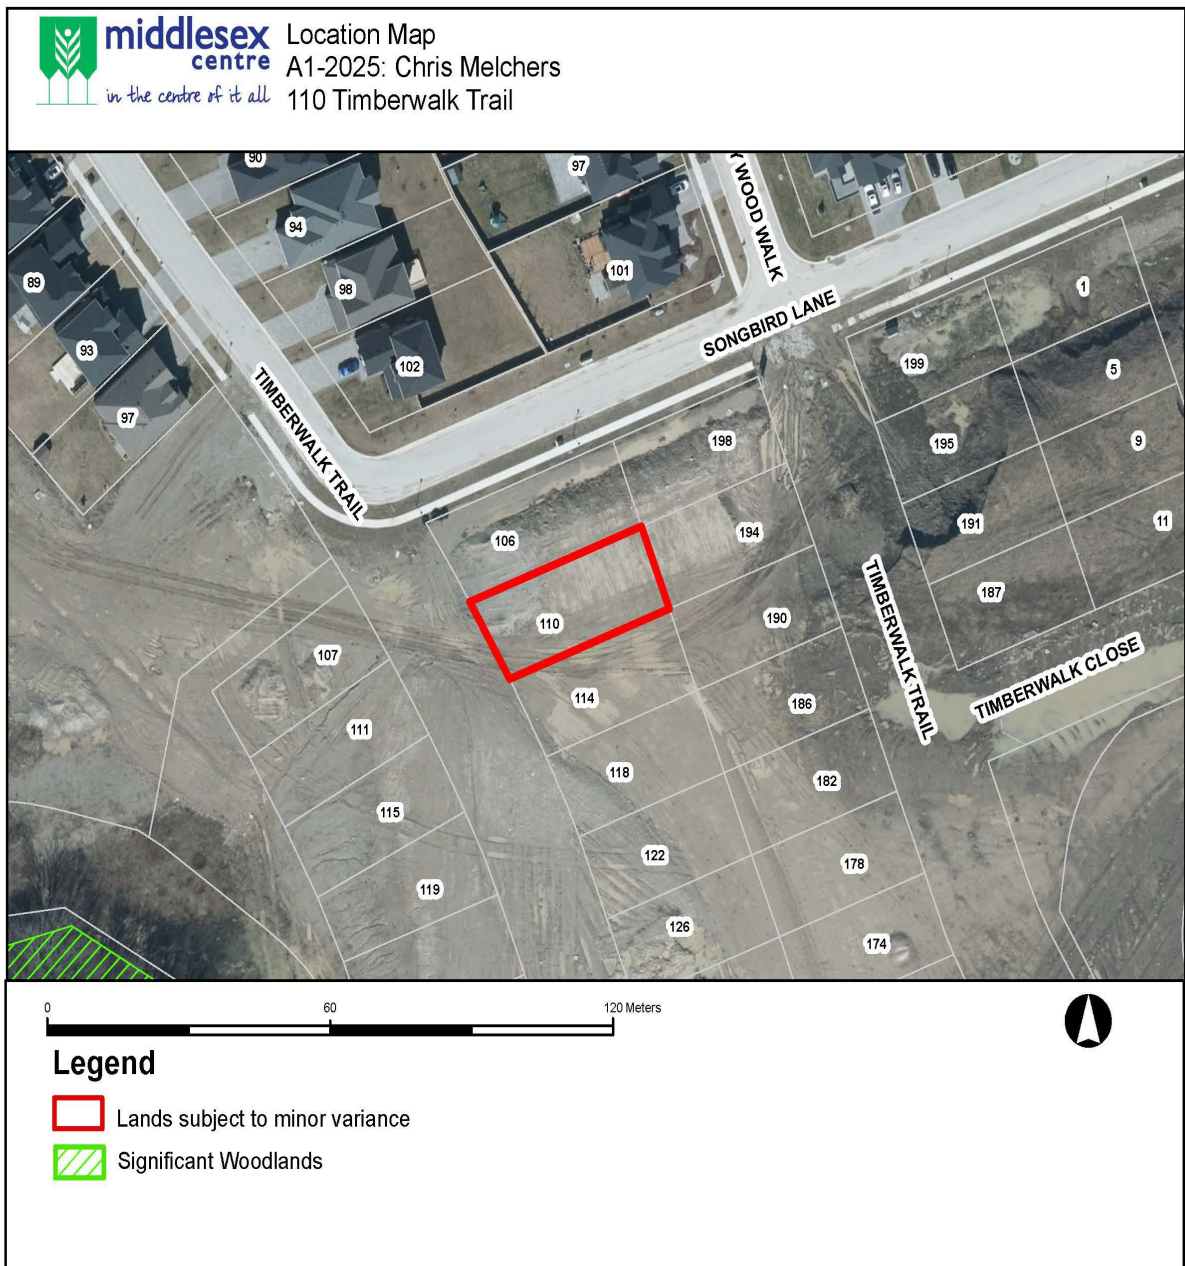 middlesex
centre
in the centre of it all
Location Map
A1-2025: Chris Melchers
110 Timberwalk Trail
90
97
94
Y WOOD WALK
101
89
98
1
SONGBIRD LANE
93
102
199
5
97
TIMBERWALK TRAIL
198
195
9
106
194
191
11
110
190
187
TIMBERWALK TRAIL
TIMBERWALK CLOSE
107
114
186
111
118
182
115
122
178
119
126
174
0
60
120 Meters
Legend
Lands subject to minor variance
Significant Woodlands